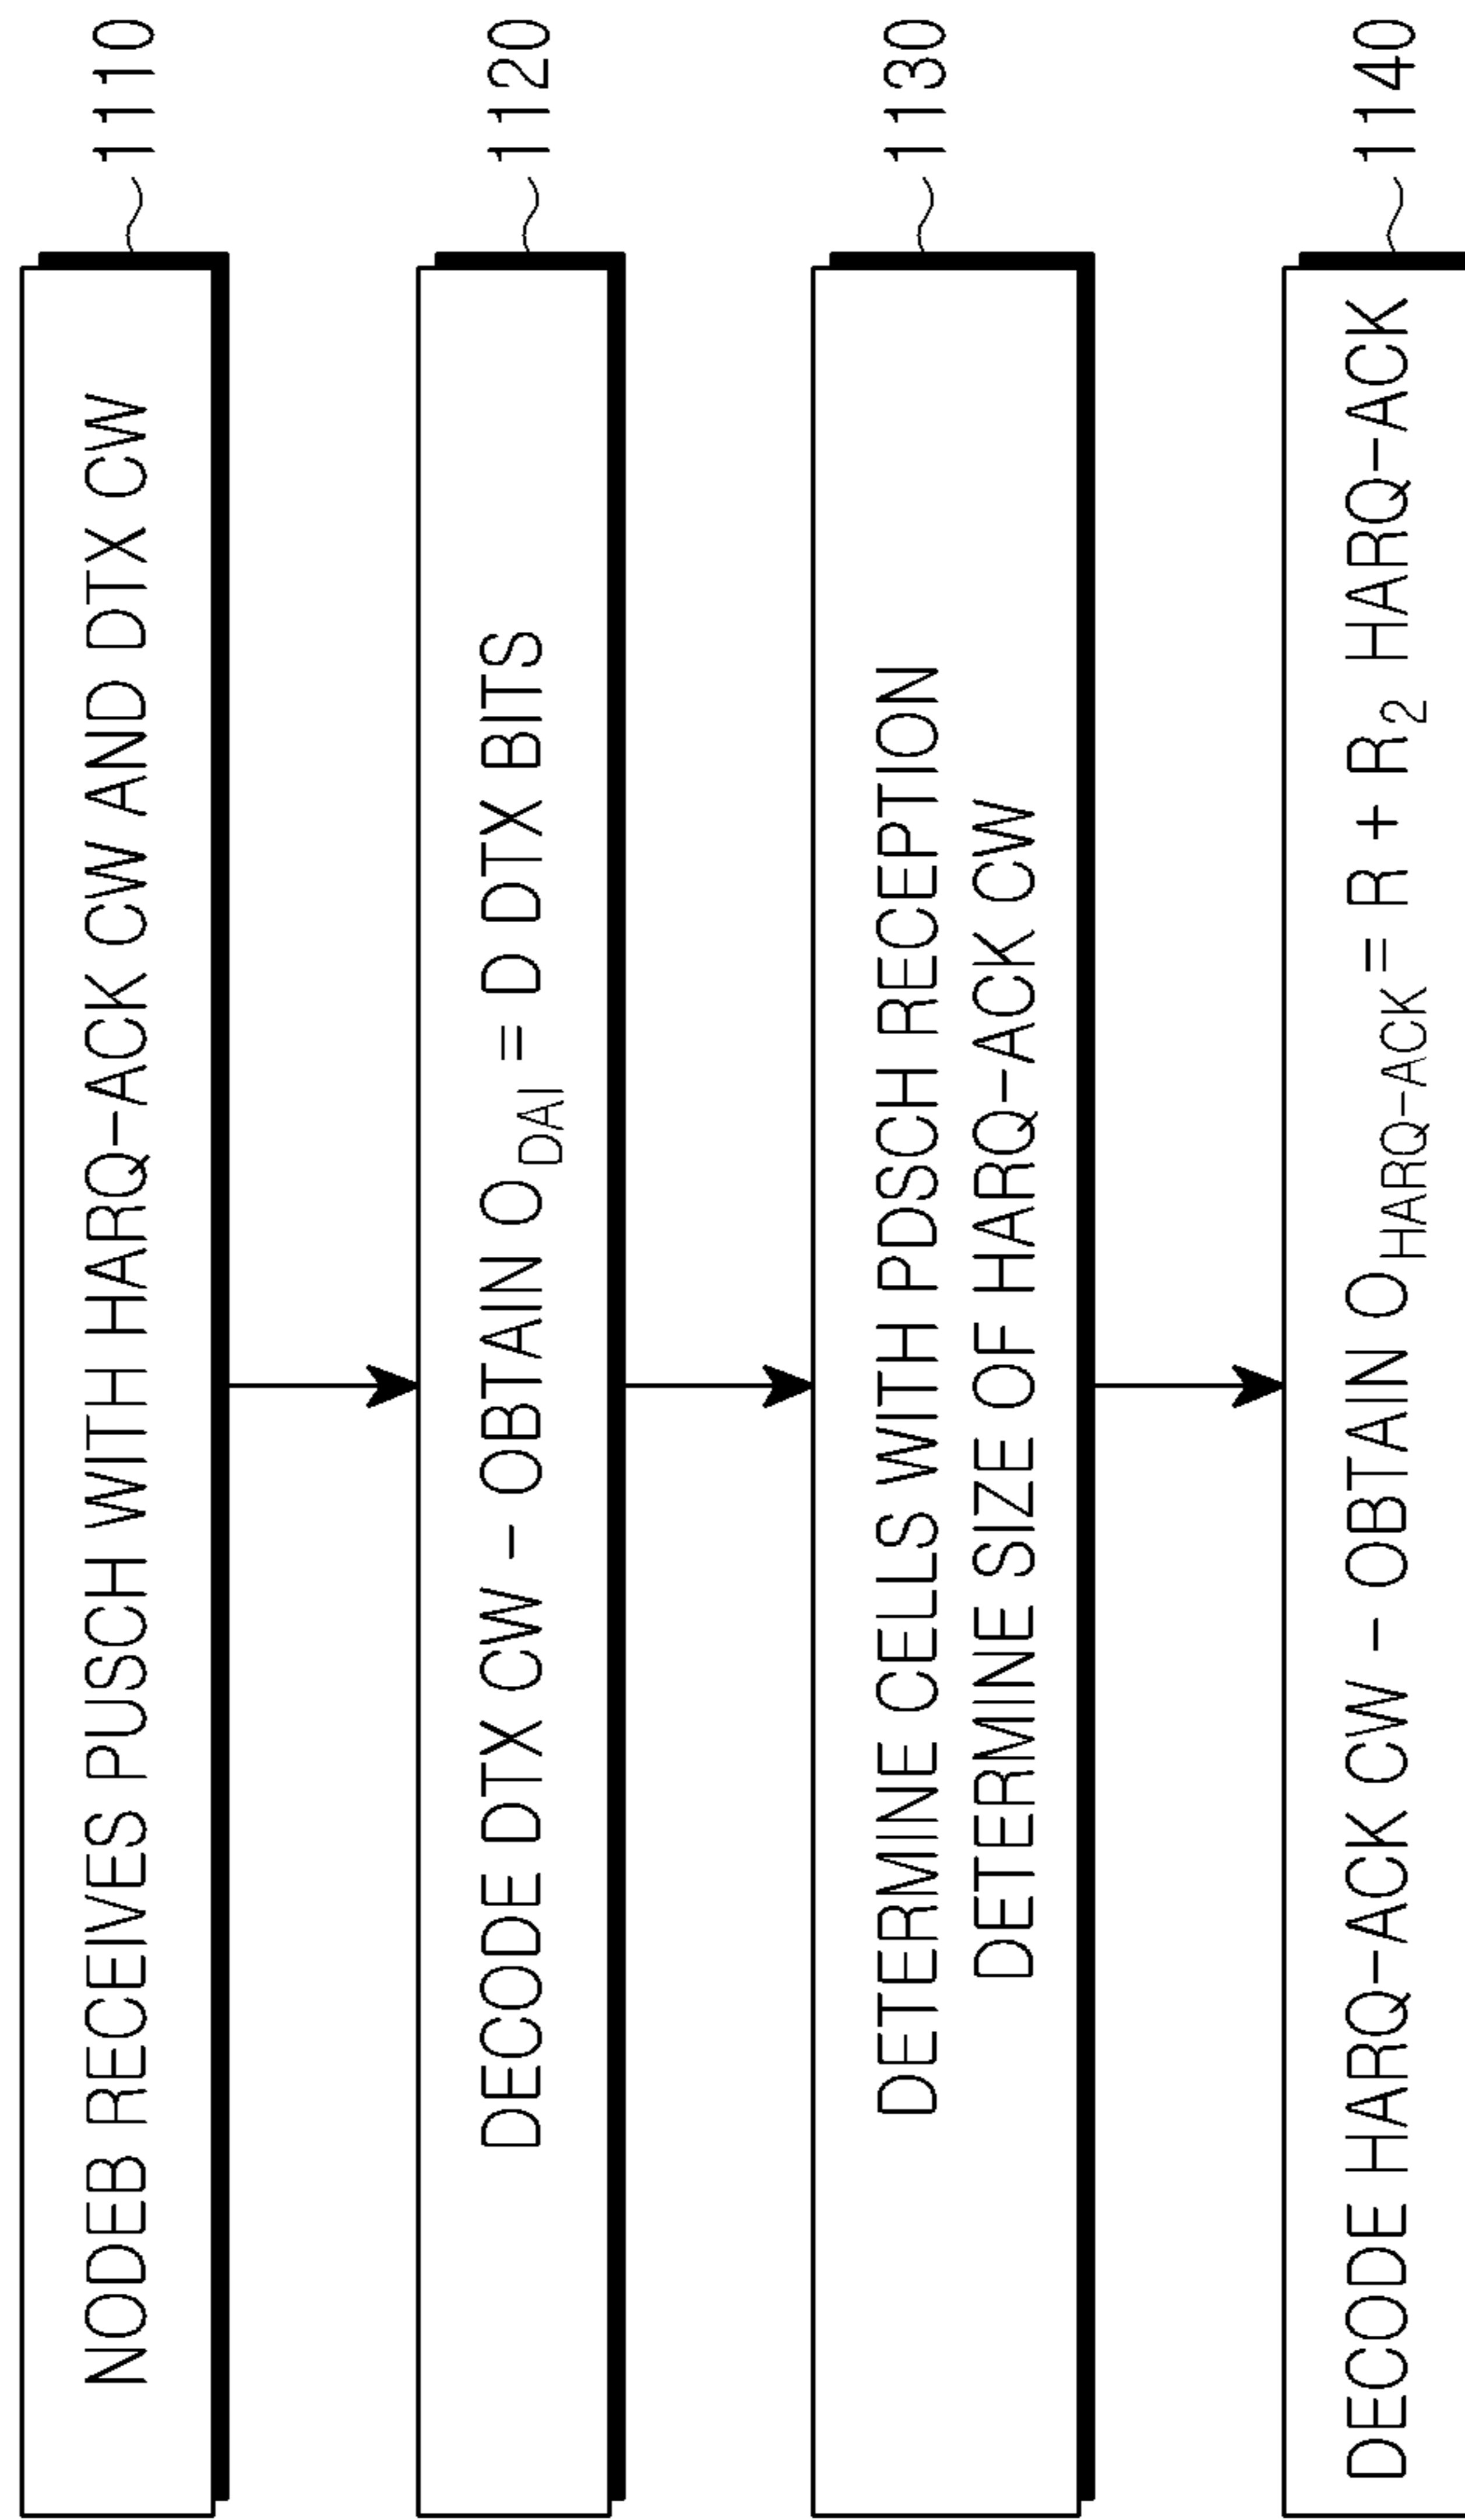 NODEB RECEIVES PUSCH WITH HARQ-ACK CW AND DTX CW
1110
DECODE DTX CW - OBTAIN O_DAI = D DTX BITS
1120
DETERMINE CELLS WITH PDSCH RECEPTION
DETERMINE SIZE OF HARQ-ACK CW
1130
DECODE HARQ-ACK CW - OBTAIN O_HARQ-ACK = R + R_2 HARQ-ACK
1140